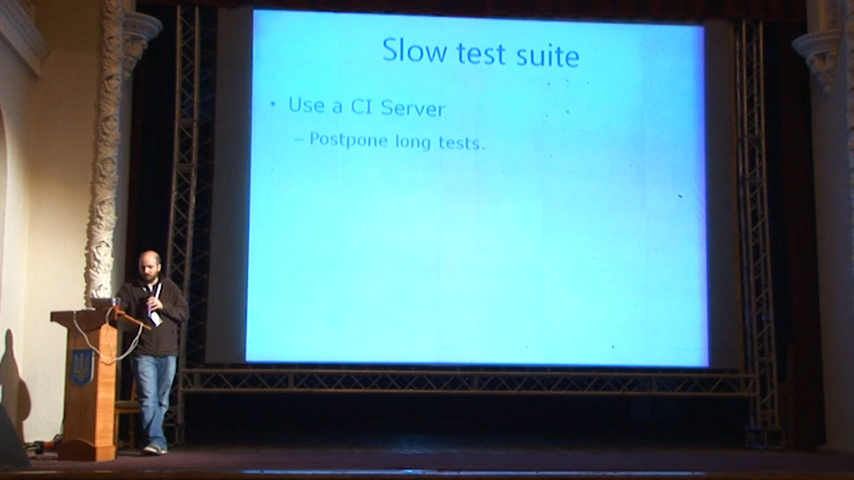 Slow test suite
• Use a CI Server
– Postpone long tests.